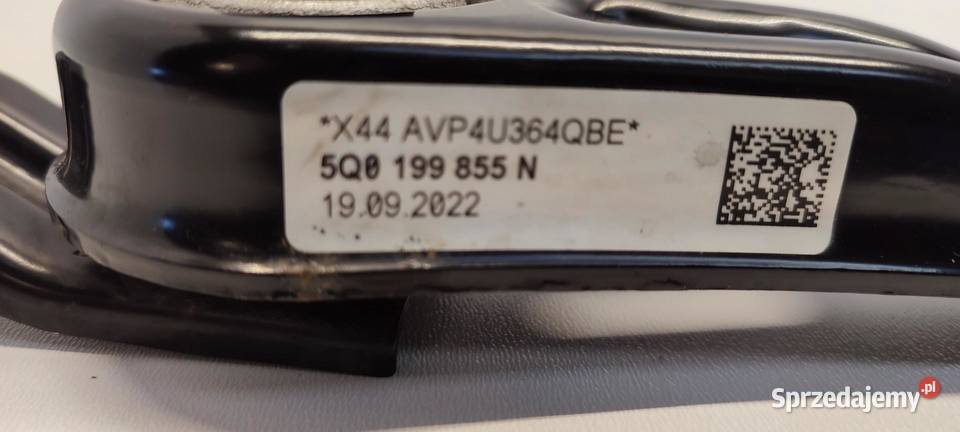 *X44 AVP4U364QBE*
5Q0 199 855 N
19.09.2022
Sprzedajemy.pl